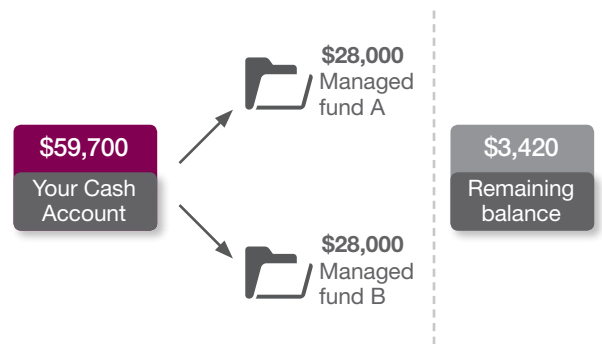 $59,700
Your Cash
Account
$28,000
Managed
fund A
$28,000
Managed
fund B
$3,420
Remaining
balance